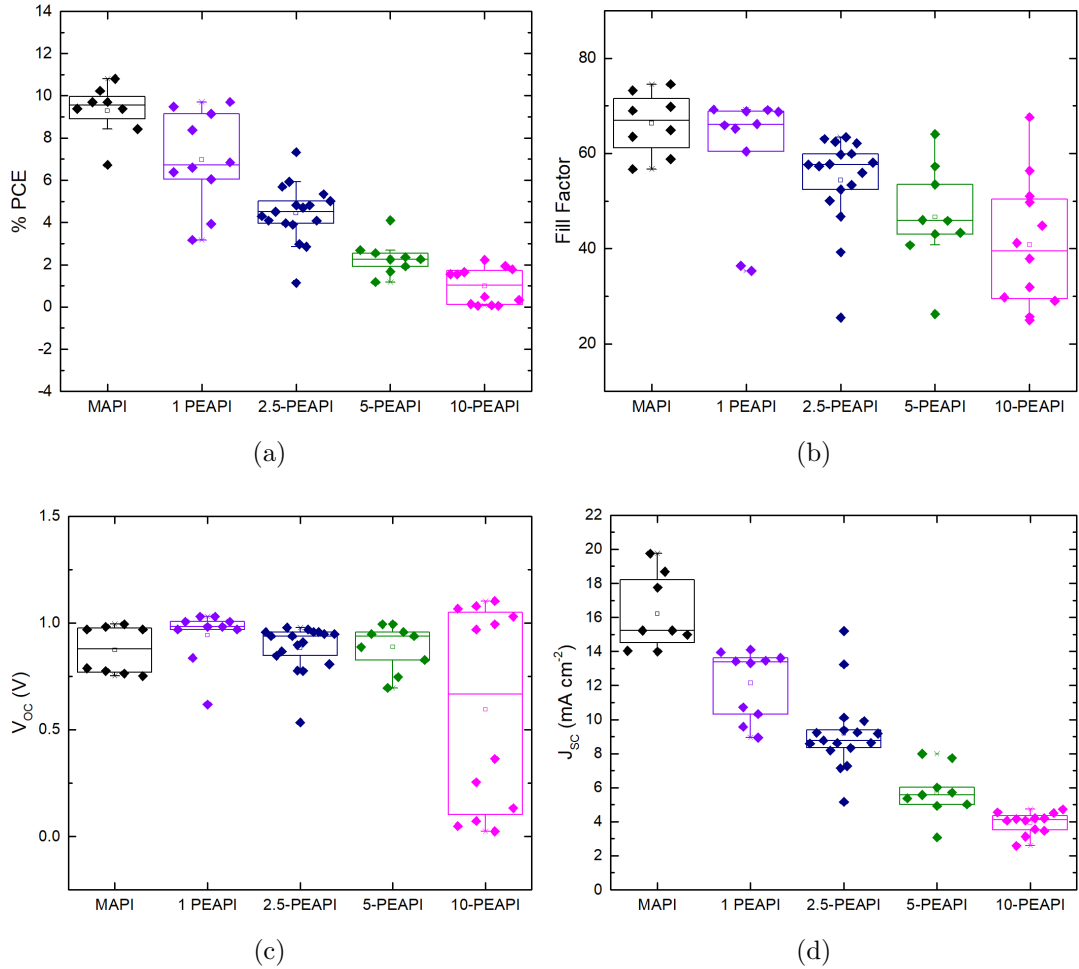 14
12
10
8
6
4
2
0
-2
-4
% PCE
MAPI 1 PEAPI 2.5-PEAPI 5-PEAPI 10-PEAPI
(a)
80
60
40
20
Fill Factor
MAPI 1 PEAPI 2.5-PEAPI 5-PEAPI 10-PEAPI
(b)
1.5
1.0
0.5
0.0
VOC (V)
MAPI 1 PEAPI 2.5-PEAPI 5-PEAPI 10-PEAPI
(c)
22
20
18
16
14
12
10
8
6
4
2
0
JSC (mA cm-2)
MAPI 1 PEAPI 2.5-PEAPI 5-PEAPI 10-PEAPI
(d)